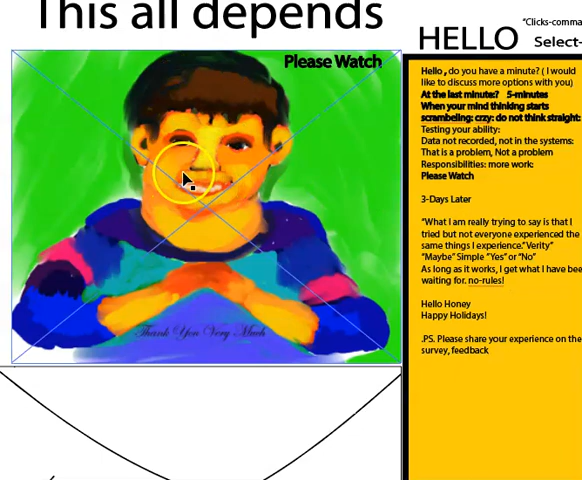 This all depends
Please Watch
Thank You Very Much
"Clicks-comma
HELLO Select-
Hello, do you have a minute? ( I would
like to discuss more options with you)
At the last minute? 5-minutes
When your mind thinking starts
scrambeling: crzy: do not think straight:
Testing your ability:
Data not recorded, not in the systems:
That is a problem, Not a problem
Responsibilities: more work:
Please Watch
3-Days Later
"What I am really trying to say is that I
tried but not everyone experienced the
same things I experience." Verity"
"Maybe" Simple "Yes" or "No"
As long as it works, I get what I have bee
waiting for. no-rules!
Hello Honey
Happy Holidays!
.PS. Please share your experience on the
survey, feedback